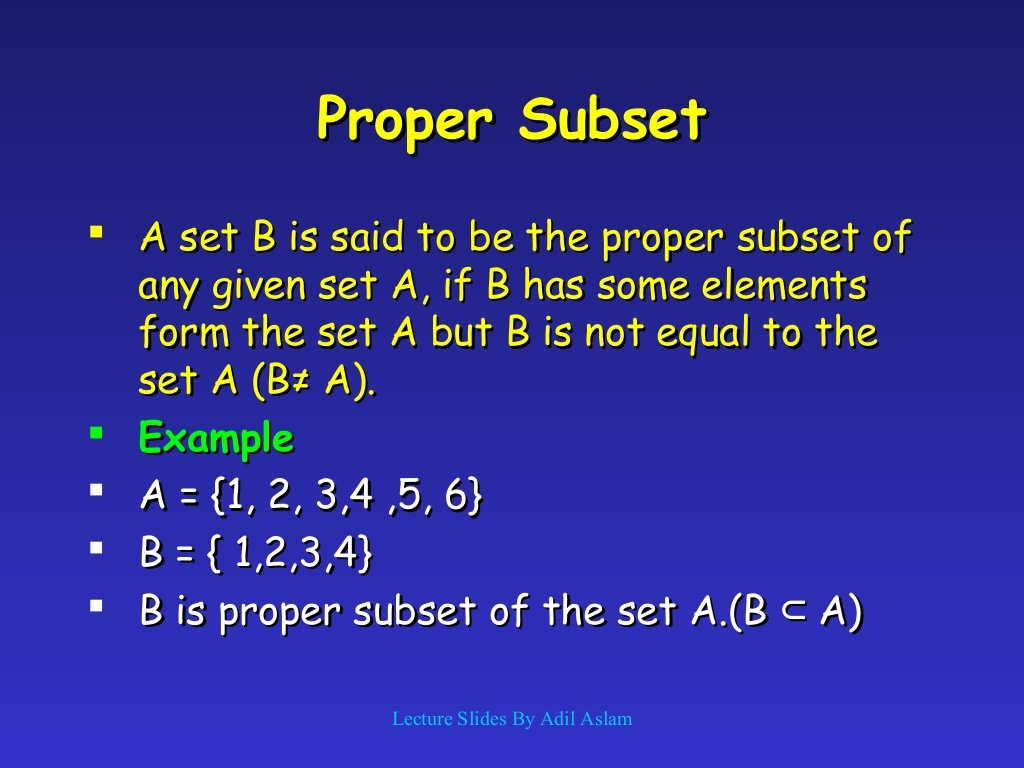 Proper Subset
▪ A set B is said to be the proper subset of
any given set A, if B has some elements
form the set A but B is not equal to the
set A (B≠ A).
▪ Example
▪ A = {1, 2, 3,4 ,5, 6}
▪ B = { 1,2,3,4}
▪ B is proper subset of the set A.(B ⊂ A)
Lecture Slides By Adil Aslam